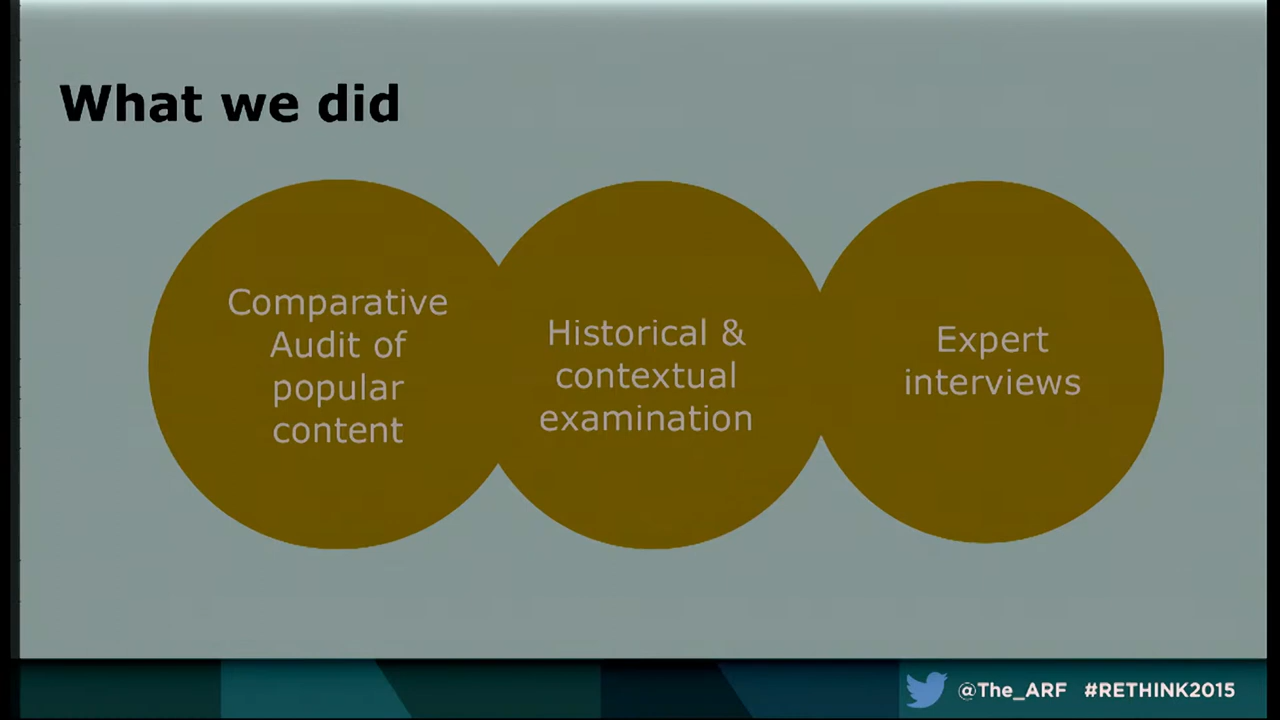 What we did
Comparative
Audit of
popular
content
Historical &
contextual
examination
Expert
interviews
@The_ARF #RETHINK2015